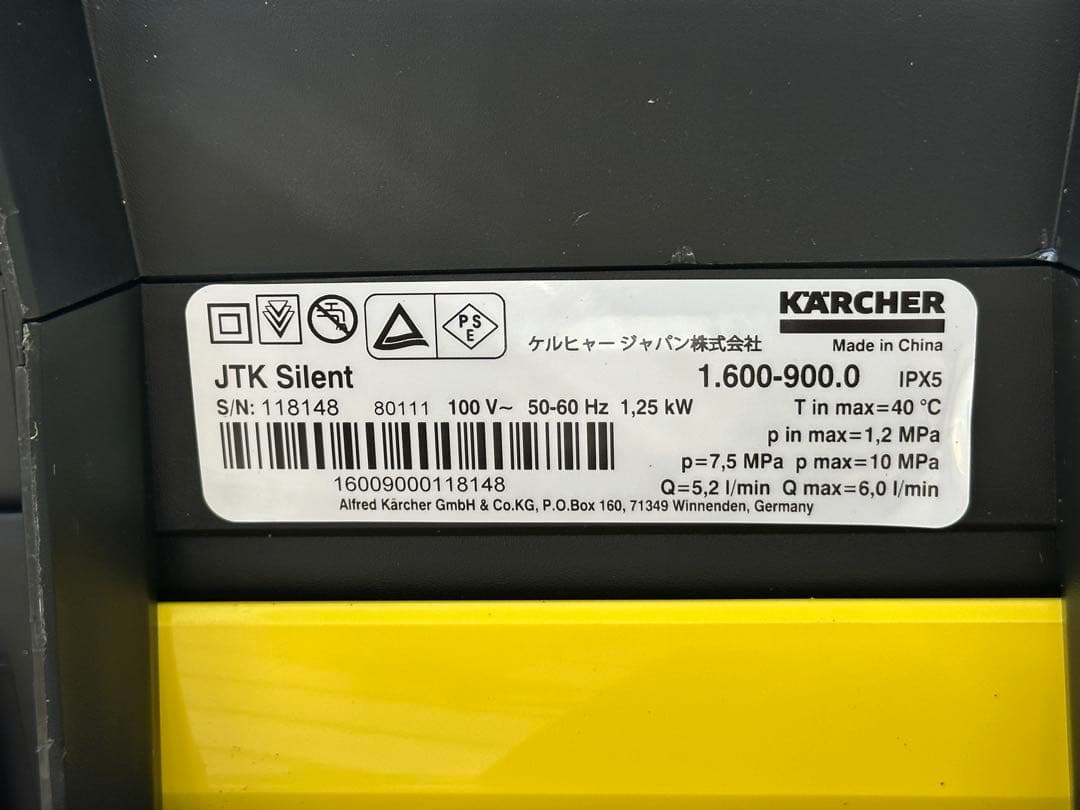 PS
E
ケルヒャー ジャパン株式会社
KÄRCHER
Made in China
JTK Silent
1.600-900.0 IPX5
S/N: 118148 80111 100 V~ 50-60 Hz 1,25 kW
T in max=40 °C
p in max=1,2 MPa
p=7,5 MPa p max=10 MPa
Q=5,2 l/min Q max=6,0 l/min
16009000118148
Alfred Kärcher GmbH & Co.KG, P.O.Box 160, 71349 Winnenden, Germany